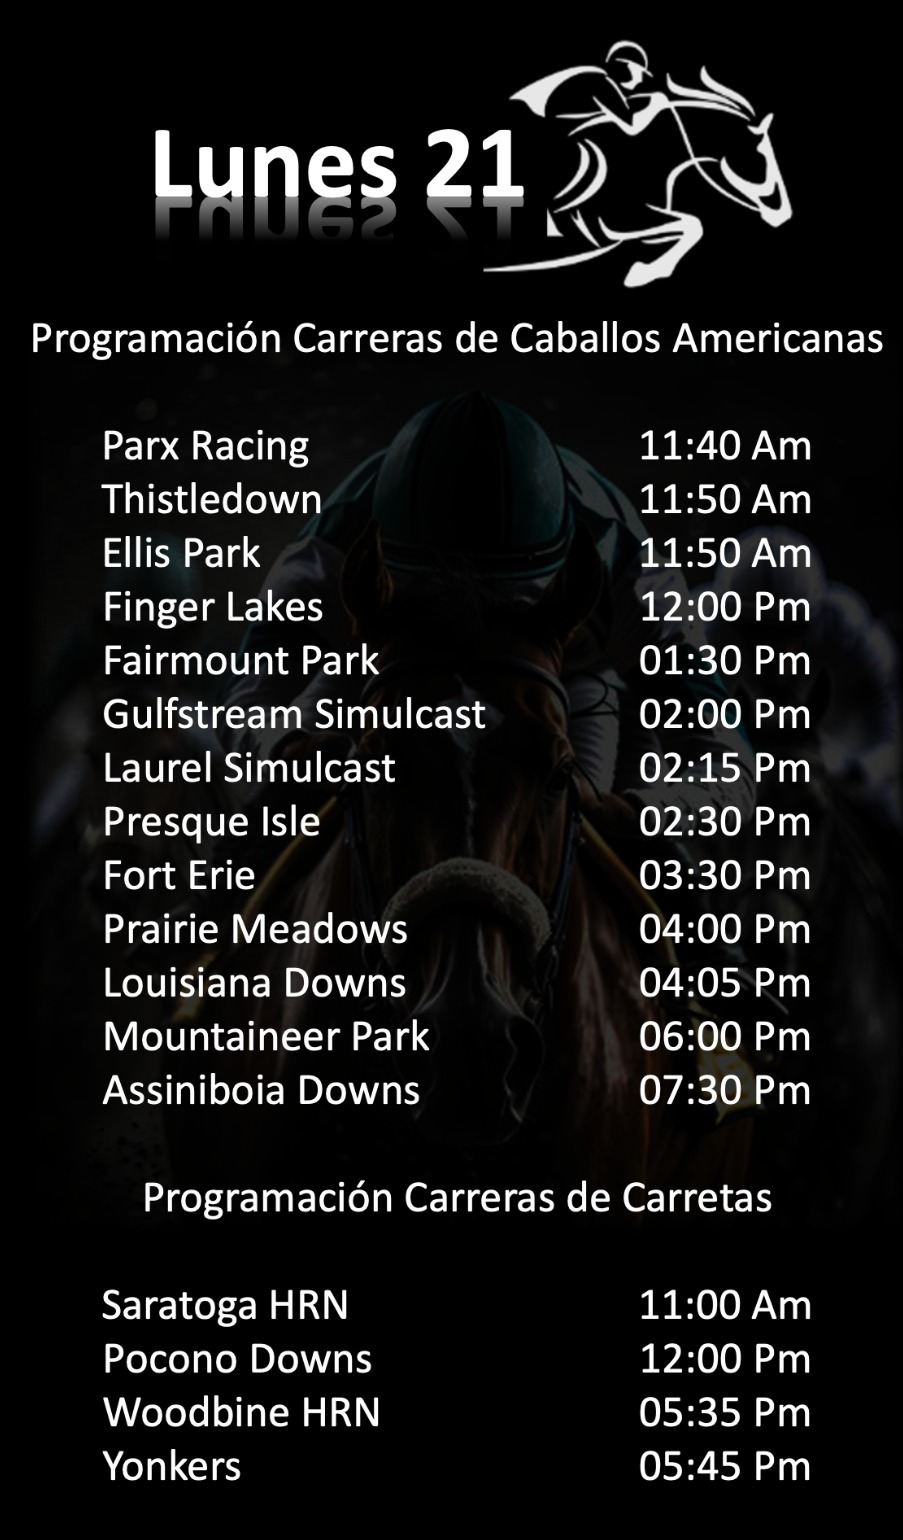 Lunes 21
Programación Carreras de Caballos Americanas
Parx Racing 11:40 Am
Thistledown 11:50 Am
Ellis Park 11:50 Am
Finger Lakes 12:00 Pm
Fairmount Park 01:30 Pm
Gulfstream Simulcast 02:00 Pm
Laurel Simulcast 02:15 Pm
Presque Isle 02:30 Pm
Fort Erie 03:30 Pm
Prairie Meadows 04:00 Pm
Louisiana Downs 04:05 Pm
Mountaineer Park 06:00 Pm
Assiniboia Downs 07:30 Pm
Programación Carreras de Carretas
Saratoga HRN 11:00 Am
Pocono Downs 12:00 Pm
Woodbine HRN 05:35 Pm
Yonkers 05:45 Pm